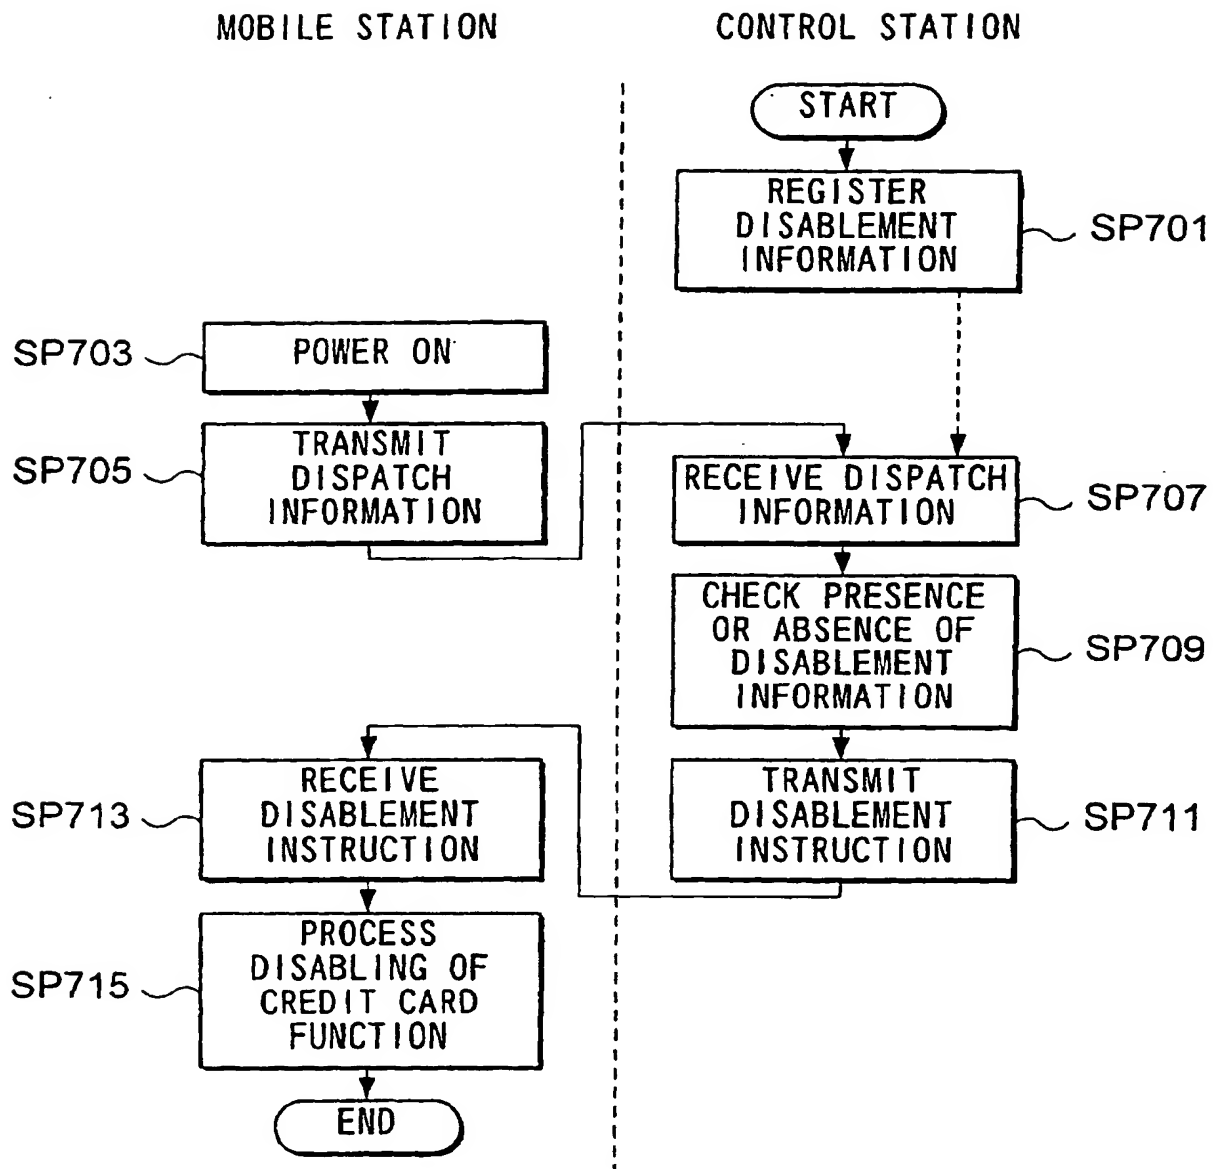 MOBILE STATION
CONTROL STATION
START
REGISTER
DISABLEMENT
INFORMATION
SP701
SP703
POWER ON
SP705
TRANSMIT
DISPATCH
INFORMATION
RECEIVE DISPATCH
INFORMATION
SP707
CHECK PRESENCE
OR ABSENCE OF
DISABLEMENT
INFORMATION
SP709
TRANSMIT
DISABLEMENT
INSTRUCTION
SP711
SP713
RECEIVE
DISABLEMENT
INSTRUCTION
SP715
PROCESS
DISABLING OF
CREDIT CARD
FUNCTION
END